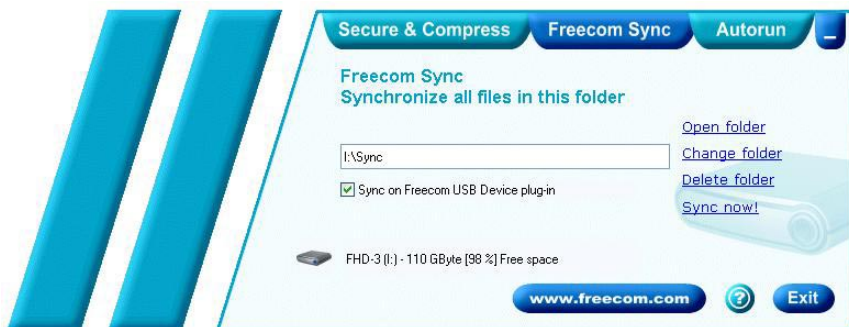 Secure & Compress Freecom Sync Autorun _
Freecom Sync
Synchronize all files in this folder
Open folder
I:\Sync
Change folder
Sync on Freecom USB Device plug-in
Delete folder
Sync now!
FHD-3 (I:) - 110 GByte [98 %] Free space
www.freecom.com ? Exit